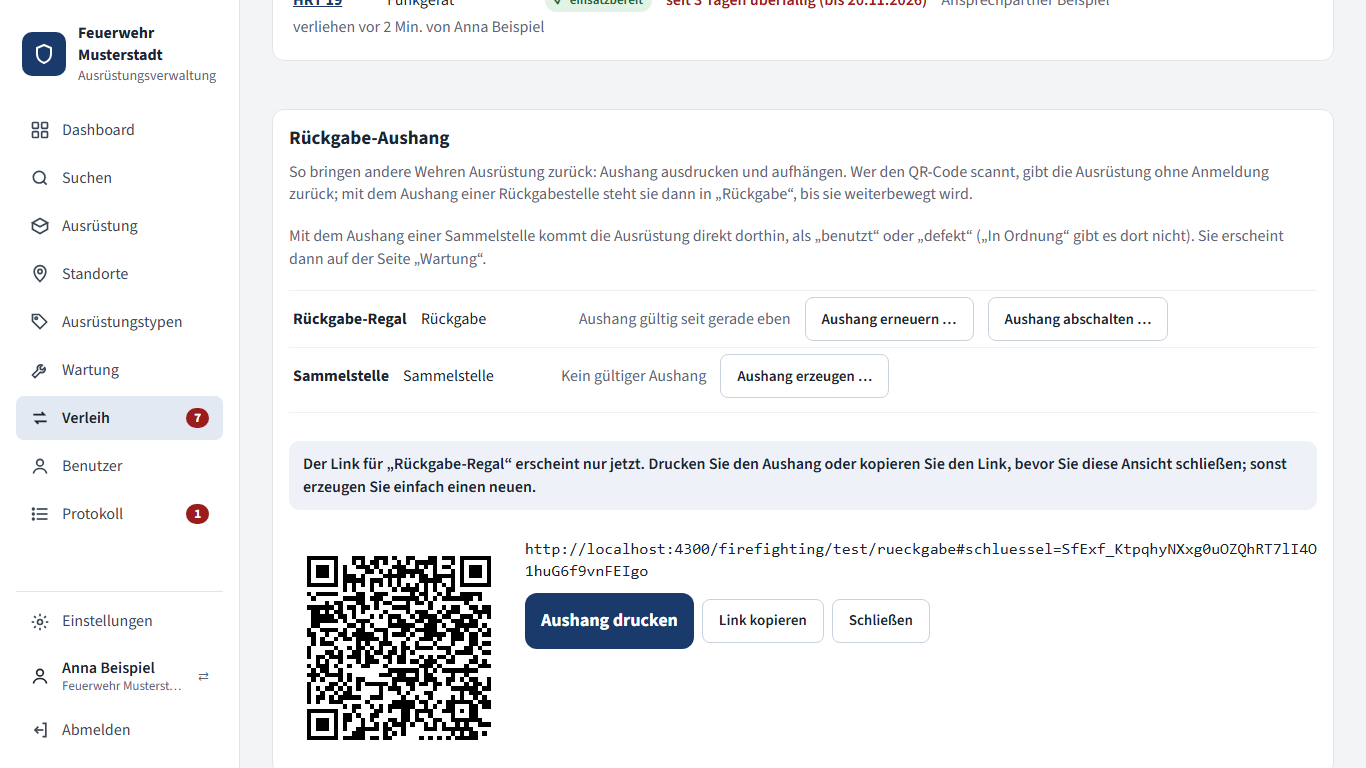 Feuerwehr
Musterstadt
Ausrüstungsverwaltung
Dashboard
Suchen
Ausrüstung
Standorte
Ausrüstungstypen
Wartung
Verleih 7
Benutzer
Protokoll 1
Einstellungen
Anna Beispiel
Feuerwehr Musterst…
Abmelden
HRT 19 Funkgerät einsatzbereit seit 3 Tagen überfällig (bis 20.11.2026) Ansprechpartner Beispiel
verliehen vor 2 Min. von Anna Beispiel
Rückgabe-Aushang
So bringen andere Wehren Ausrüstung zurück: Aushang ausdrucken und aufhängen. Wer den QR-Code scannt, gibt die Ausrüstung ohne Anmeldung
zurück; mit dem Aushang einer Rückgabestelle steht sie dann in „Rückgabe“, bis sie weiterbewegt wird.
Mit dem Aushang einer Sammelstelle kommt die Ausrüstung direkt dorthin, als „benutzt“ oder „defekt“ („In Ordnung“ gibt es dort nicht). Sie erscheint
dann auf der Seite „Wartung“.
Rückgabe-Regal Rückgabe Aushang gültig seit gerade eben Aushang erneuern … Aushang abschalten …
Sammelstelle Sammelstelle Kein gültiger Aushang Aushang erzeugen …
Der Link für „Rückgabe-Regal“ erscheint nur jetzt. Drucken Sie den Aushang oder kopieren Sie den Link, bevor Sie diese Ansicht schließen; sonst
erzeugen Sie einfach einen neuen.
http://localhost:4300/firefighting/test/rueckgabe#schluessel=SfExf_KtpqhyNXxg0uOZQhRT7lI4O
1huG6f9vnFEIgo
Aushang drucken Link kopieren Schließen